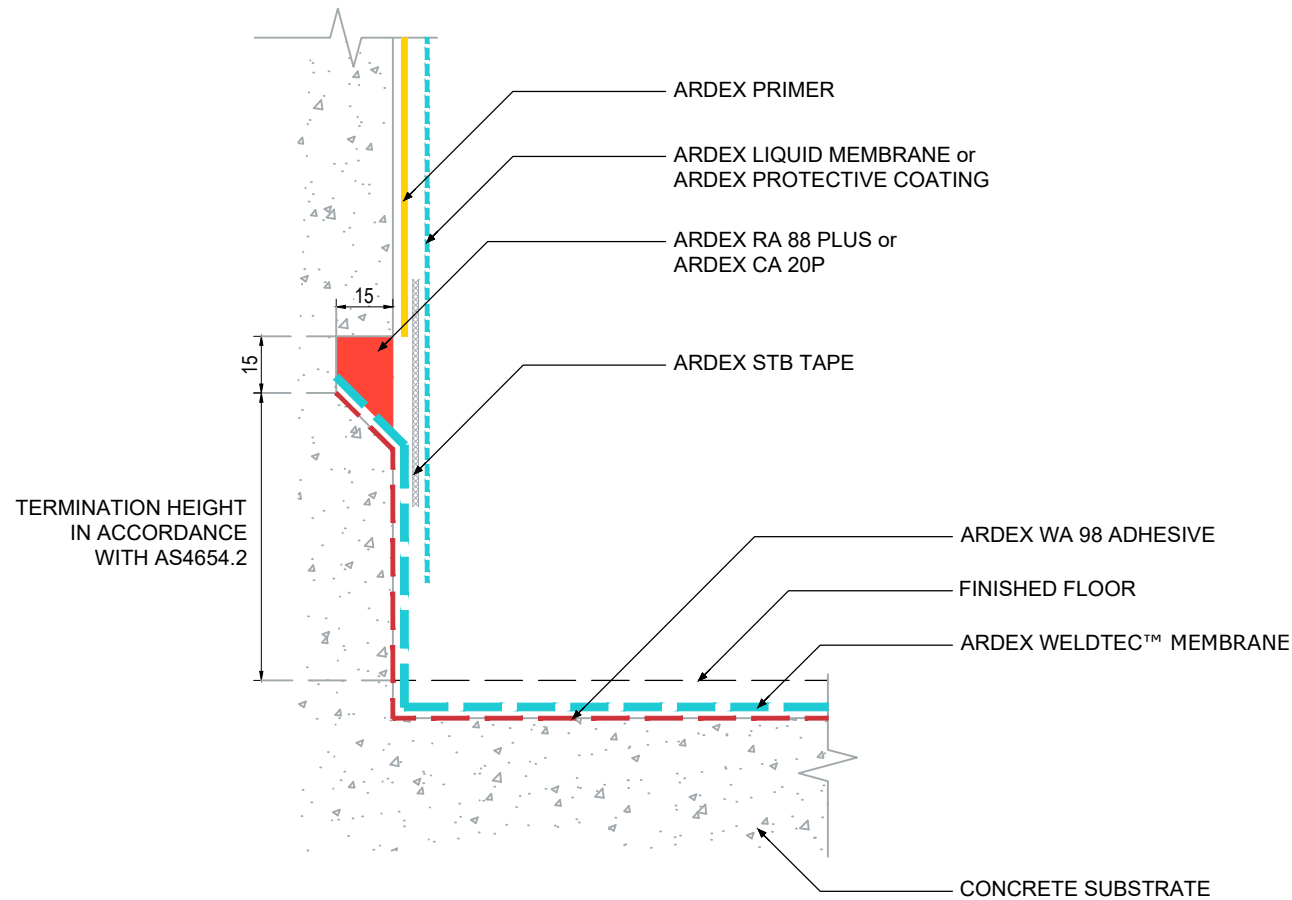 ARDEX PRIMER
ARDEX LIQUID MEMBRANE or
ARDEX PROTECTIVE COATING
ARDEX RA 88 PLUS or
ARDEX CA 20P
15
15
ARDEX STB TAPE
TERMINATION HEIGHT
IN ACCORDANCE
WITH AS4654.2
ARDEX WA 98 ADHESIVE
FINISHED FLOOR
ARDEX WELDTEC™ MEMBRANE
CONCRETE SUBSTRATE